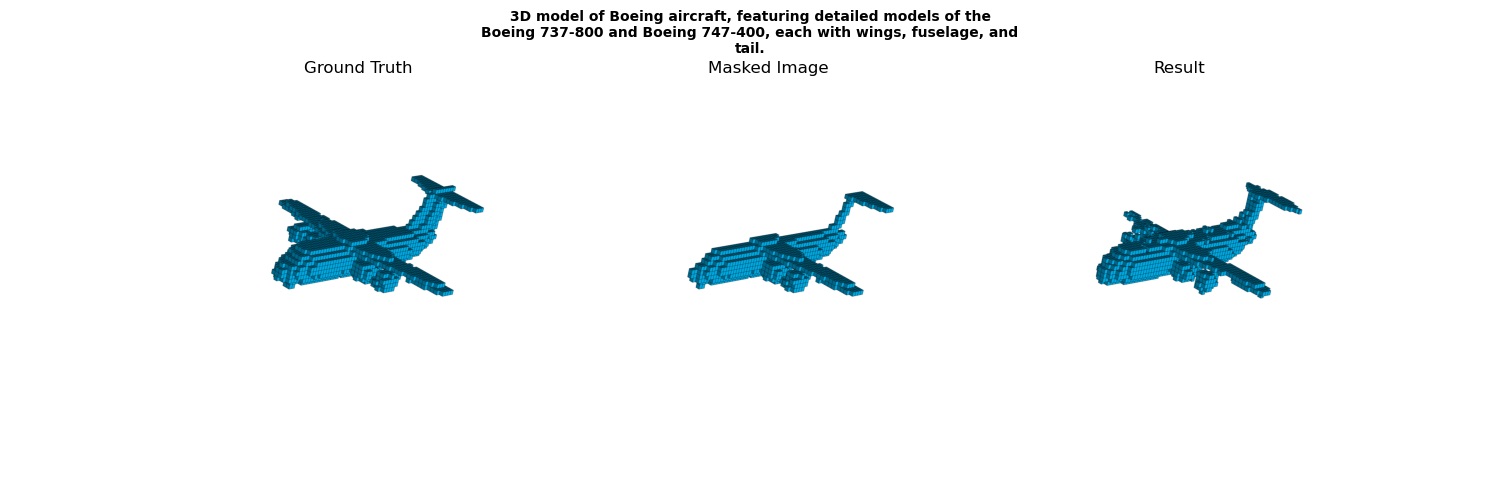 3D model of Boeing aircraft, featuring detailed models of the
Boeing 737-800 and Boeing 747-400, each with wings, fuselage, and
tail.
Ground Truth
Masked Image
Result